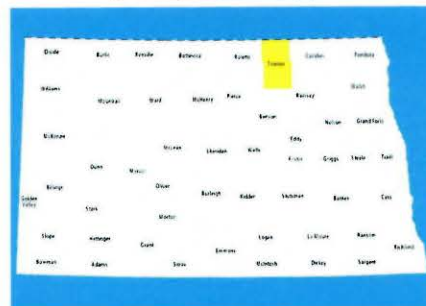 Divide Burke Renville Bottineau Rolette Towner Cavalier Pembina
Williams Walsh
Mountrail Ward McHenry Pierce Ramsey
Benson Nelson Grand Forks
McKenzie Eddy
McLean Sheridan Wells Foster Griggs Steele Traill
Dunn Mercer
Billings Oliver Burleigh Kidder Stutsman Barnes Cass
Golden
Valley
Stark
Morton
Slope Hettinger Grant Logan La Moure Ransom
Emmons Richland
Bowman Adams Sioux McIntosh Dickey Sargent